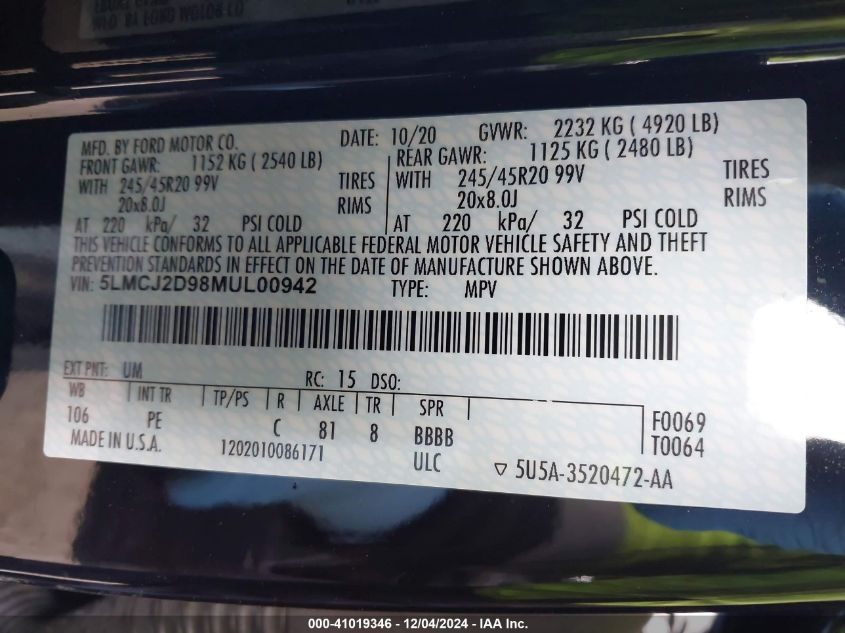 MFD. BY FORD MOTOR CO. DATE: 10/20 GVWR: 2232 KG ( 4920 LB)
FRONT GAWR: 1152 KG ( 2540 LB) REAR GAWR: 1125 KG ( 2480 LB)
WITH 245/45R20 99V TIRES WITH 245/45R20 99V TIRES
20x8.0J RIMS 20x8.0J RIMS
AT 220 kPa/ 32 PSI COLD AT 220 kPa/ 32 PSI COLD
THIS VEHICLE CONFORMS TO ALL APPLICABLE FEDERAL MOTOR VEHICLE SAFETY AND THEFT
PREVENTION STANDARDS IN EFFECT ON THE DATE OF MANUFACTURE SHOWN ABOVE.
VIN: 5LMCJ2D98MUL00942 TYPE: MPV
EXT PNT: UM RC: 15 DSO:
WB INT TR TP/PS R AXLE TR SPR
106 PE C 81 8 BBBB F0069
MADE IN U.S.A. 1202010086171 ULC T0064
▽ 5U5A-3520472-AA
000-41019346 - 12/04/2024 - IAA Inc.